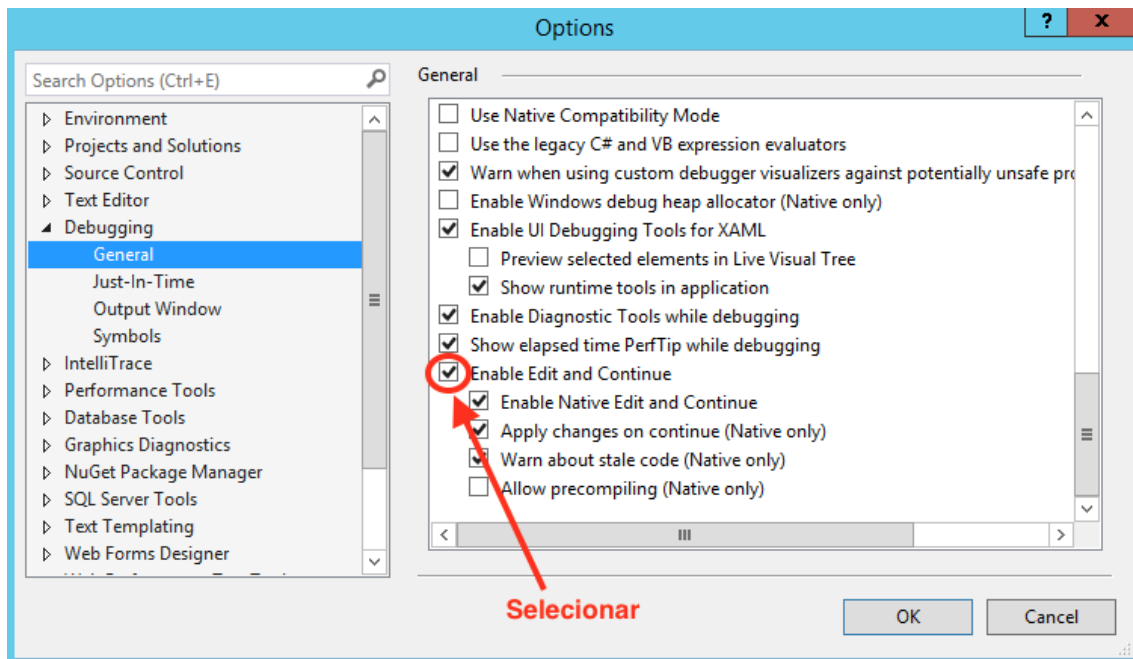 Options
?
x
Search Options (Ctrl+E)
Environment
Projects and Solutions
Source Control
Text Editor
Debugging
General
Just-In-Time
Output Window
Symbols
IntelliTrace
Performance Tools
Database Tools
Graphics Diagnostics
NuGet Package Manager
SQL Server Tools
Text Templating
Web Forms Designer
General
Use Native Compatibility Mode
Use the legacy C# and VB expression evaluators
Warn when using custom debugger visualizers against potentially unsafe pro
Enable Windows debug heap allocator (Native only)
Enable UI Debugging Tools for XAML
Preview selected elements in Live Visual Tree
Show runtime tools in application
Enable Diagnostic Tools while debugging
Show elapsed time PerfTip while debugging
Enable Edit and Continue
Enable Native Edit and Continue
Apply changes on continue (Native only)
Warn about stale code (Native only)
Allow precompiling (Native only)
Selecionar
OK
Cancel